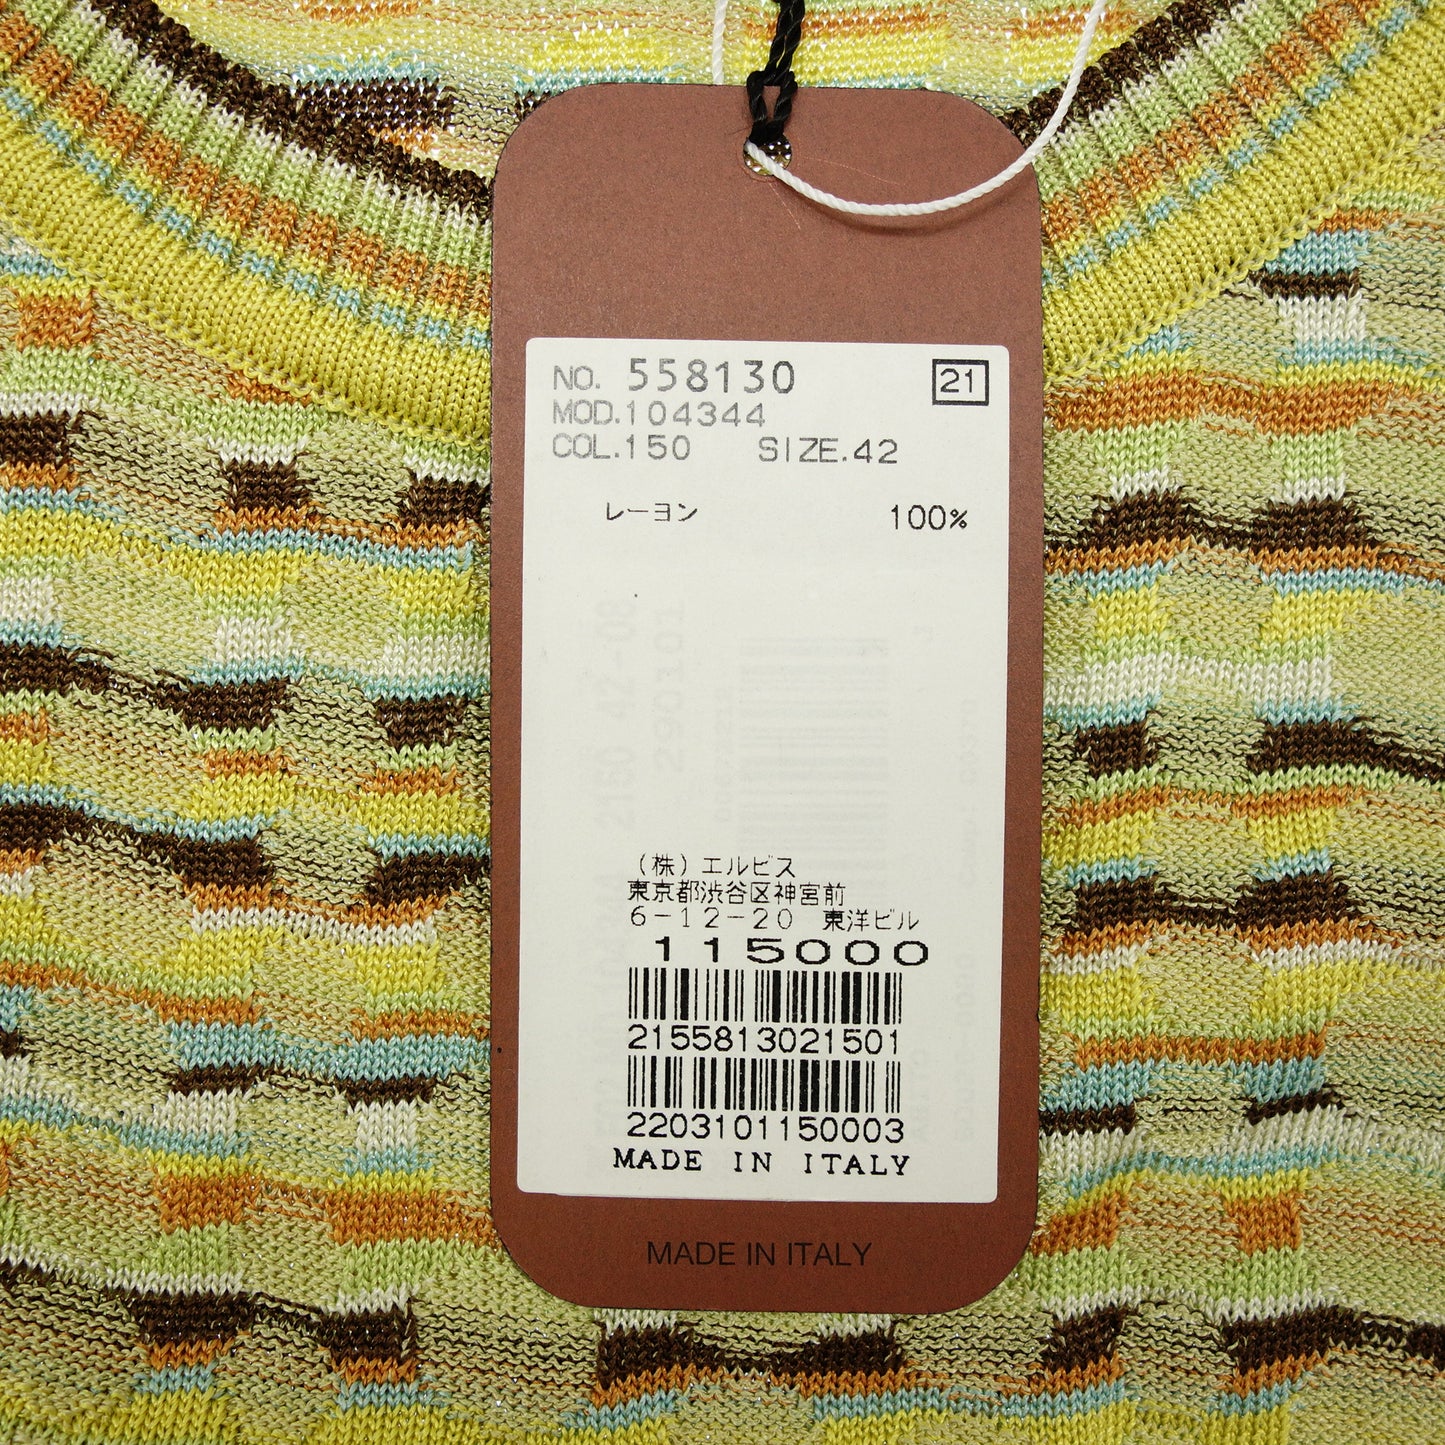 NO. 558130 21
MOD.104344
COL.150 SIZE.42
レーヨン 100%
(株)エルビス
東京都渋谷区神宮前
6-12-20 東洋ビル
115000
2155813021501
2203101150003
MADE IN ITALY
MADE IN ITALY